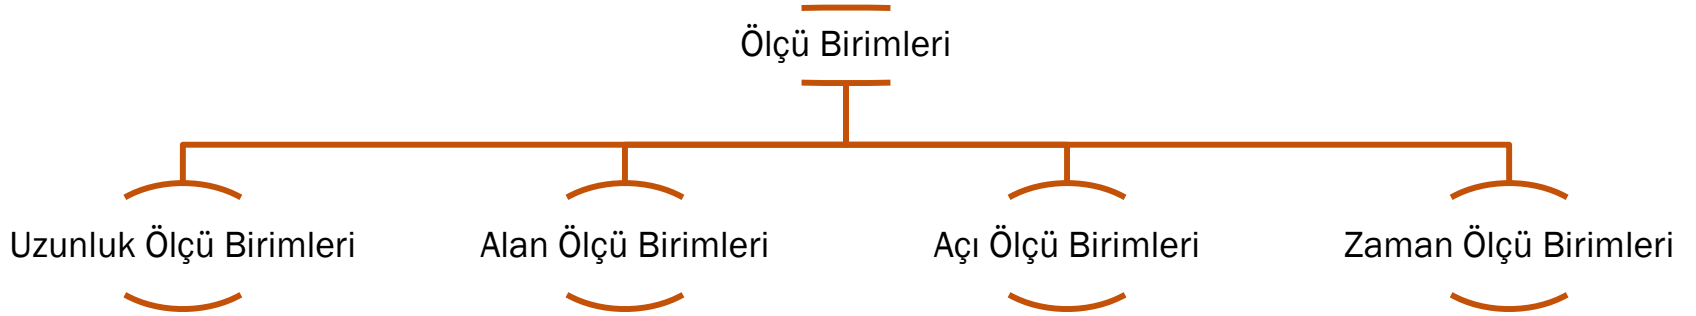 Ölçü Birimleri
Uzunluk Ölçü Birimleri
Alan Ölçü Birimleri
Açı Ölçü Birimleri
Zaman Ölçü Birimleri